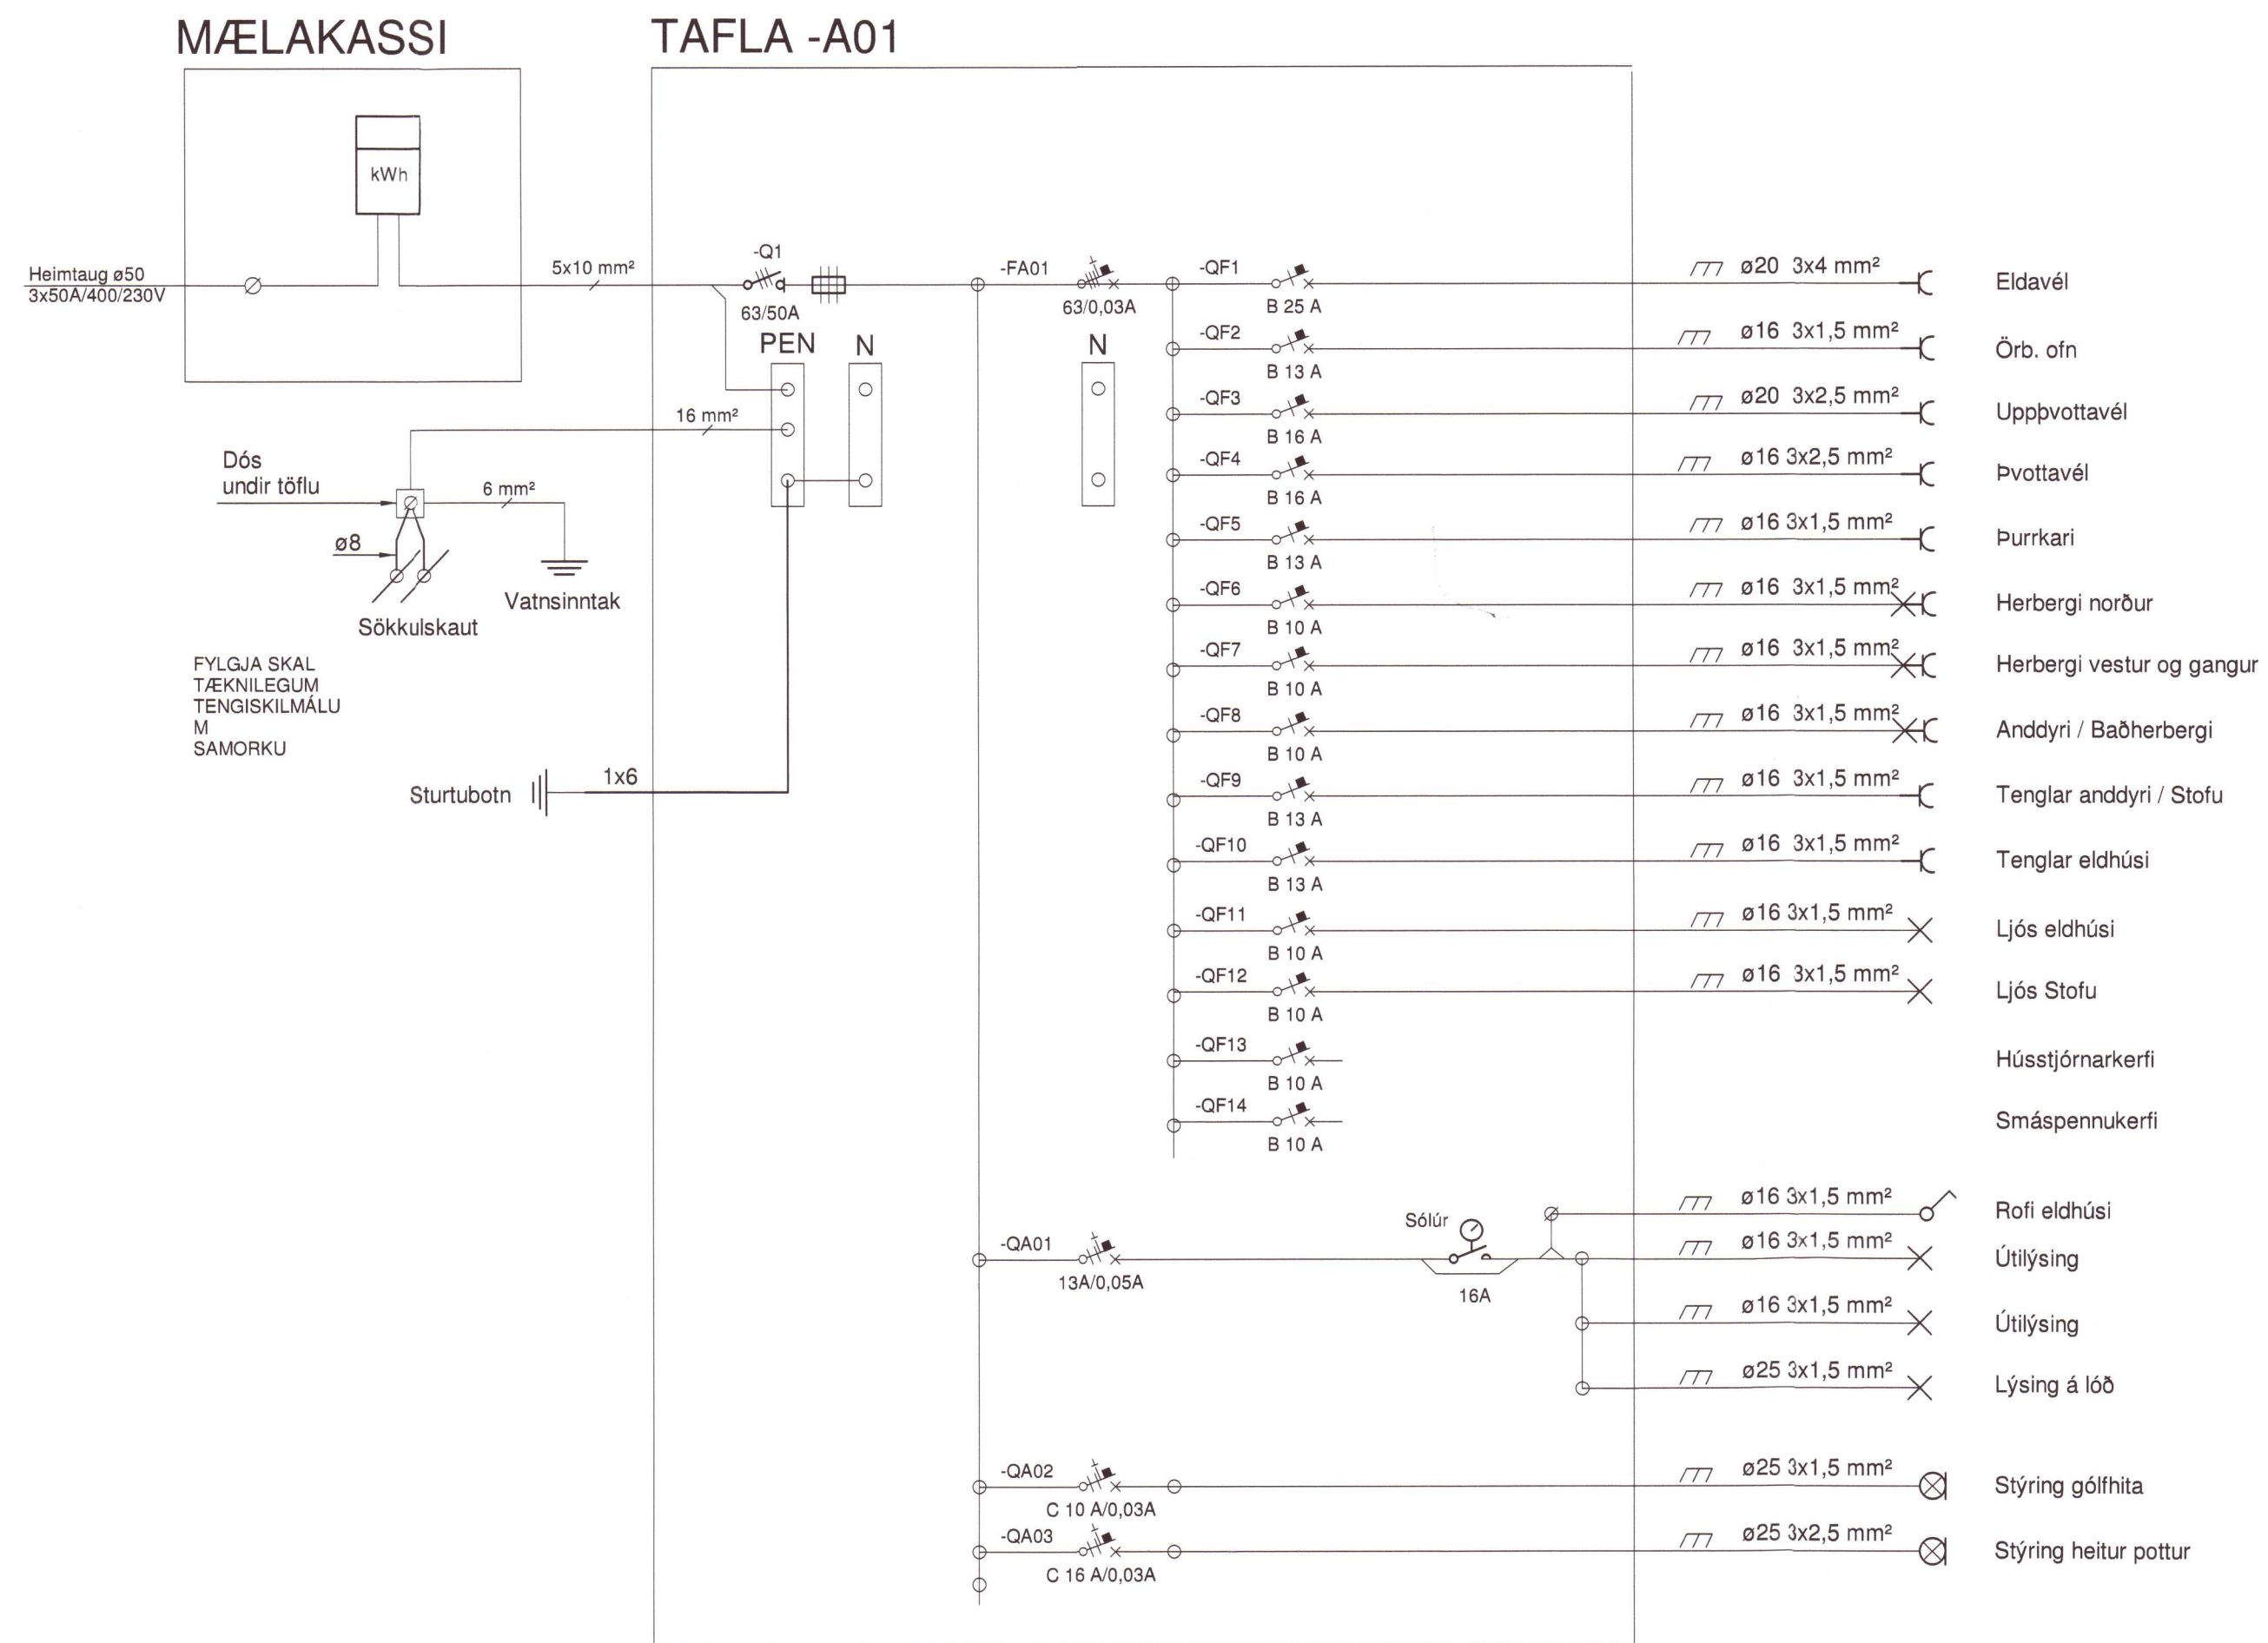 MÆLAKASSI
TAFLA -A01
kWh
Heimtaug ø50
3x50A/400/230V
5x10 mm²
-Q1
63/50A
PEN
N
-FA01
63/0,03A
N
16 mm²
Dós
undir töflu
6 mm²
ø8
Vatnsinntak
Sökkulskaut
FYLGJA SKAL
TÆKNILEGUM
TENGISKILMÁLU
M
SAMORKU
Sturtubotn
1x6
-QF1
B 25 A
ø20 3x4 mm²
Eldavél
-QF2
B 13 A
ø16 3x1,5 mm²
Örb. ofn
-QF3
B 16 A
ø20 3x2,5 mm²
Uppþvottavél
-QF4
B 16 A
ø16 3x2,5 mm²
Þvottavél
-QF5
B 13 A
ø16 3x1,5 mm²
Þurrkari
-QF6
B 10 A
ø16 3x1,5 mm²
Herbergi norður
-QF7
B 10 A
ø16 3x1,5 mm²
Herbergi vestur og gangur
-QF8
B 10 A
ø16 3x1,5 mm²
Anddyri / Baðherbergi
-QF9
B 13 A
ø16 3x1,5 mm²
Tenglar anddyri / Stofu
-QF10
B 13 A
ø16 3x1,5 mm²
Tenglar eldhúsi
-QF11
B 10 A
ø16 3x1,5 mm²
Ljós eldhúsi
-QF12
B 10 A
ø16 3x1,5 mm²
Ljós Stofu
-QF13
B 10 A
Hússtjórnarkerfi
-QF14
B 10 A
Smáspennukerfi
ø16 3x1,5 mm²
Rofi eldhúsi
-QA01
13A/0,05A
Sólúr
16A
ø16 3x1,5 mm²
Útilýsing
ø16 3x1,5 mm²
Útilýsing
ø25 3x1,5 mm²
Lýsing á lóð
-QA02
C 10 A/0,03A
ø25 3x1,5 mm²
Stýring gólfhita
-QA03
C 16 A/0,03A
ø25 3x2,5 mm²
Stýring heitur pottur